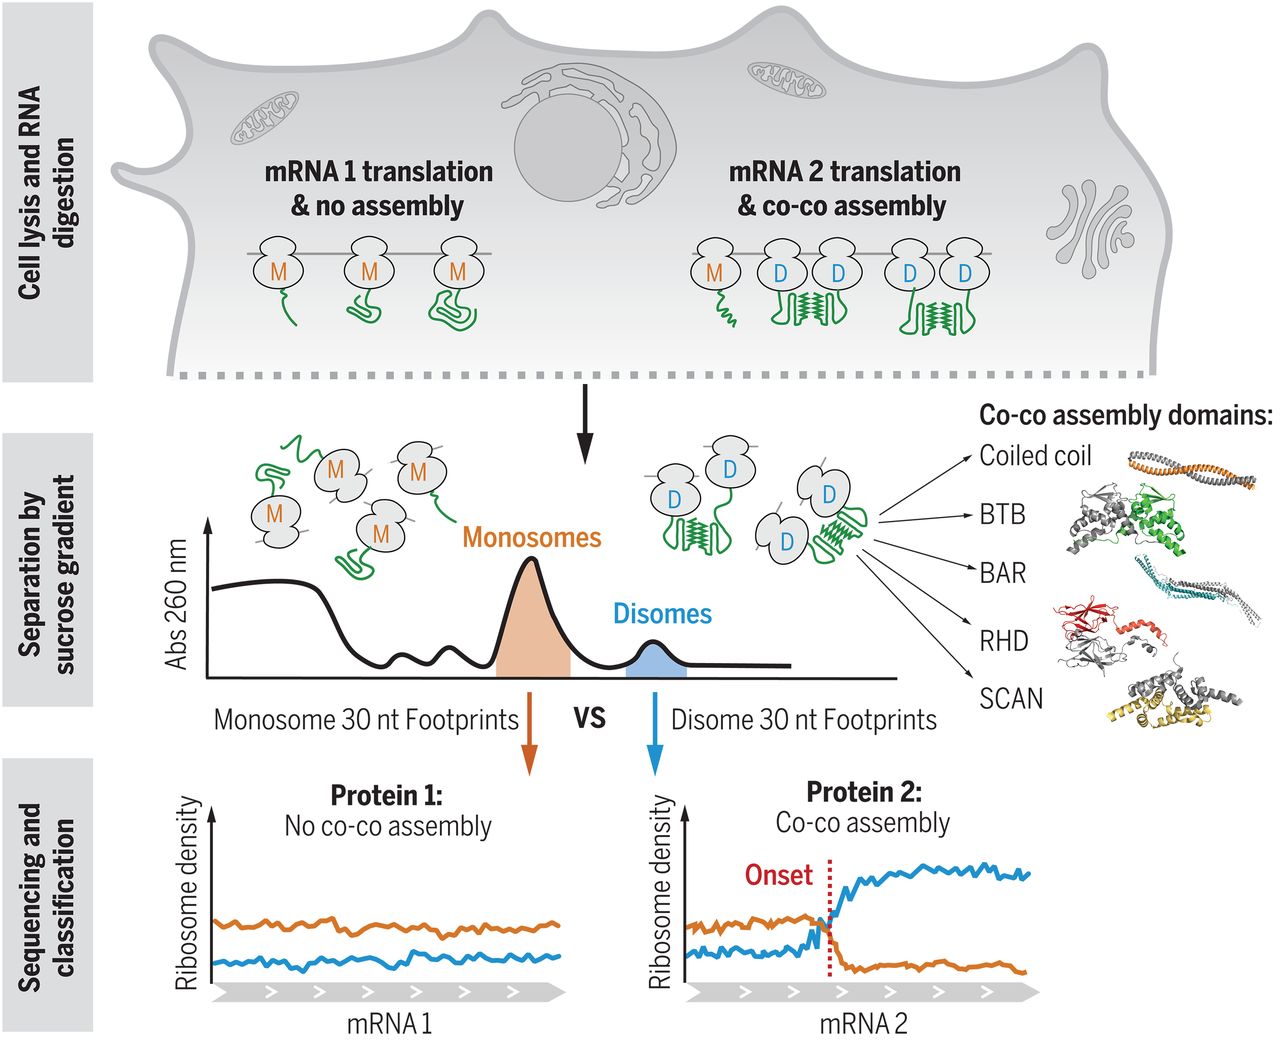 Cell lysis and RNA
digestion
mRNA 1 translation
& no assembly
mRNA 2 translation
& co-co assembly
M
M
M
M
D
D
D
D
Separation by
sucrose gradient
M
M
M
M
D
D
D
D
Co-co assembly domains:
Coiled coil
BTB
BAR
RHD
SCAN
Abs 260 nm
Monosomes
Disomes
Monosome 30 nt Footprints
VS
Disome 30 nt Footprints
Sequencing and
classification
Protein 1:
No co-co assembly
Ribosome density
mRNA 1
Protein 2:
Co-co assembly
Onset
Ribosome density
mRNA 2